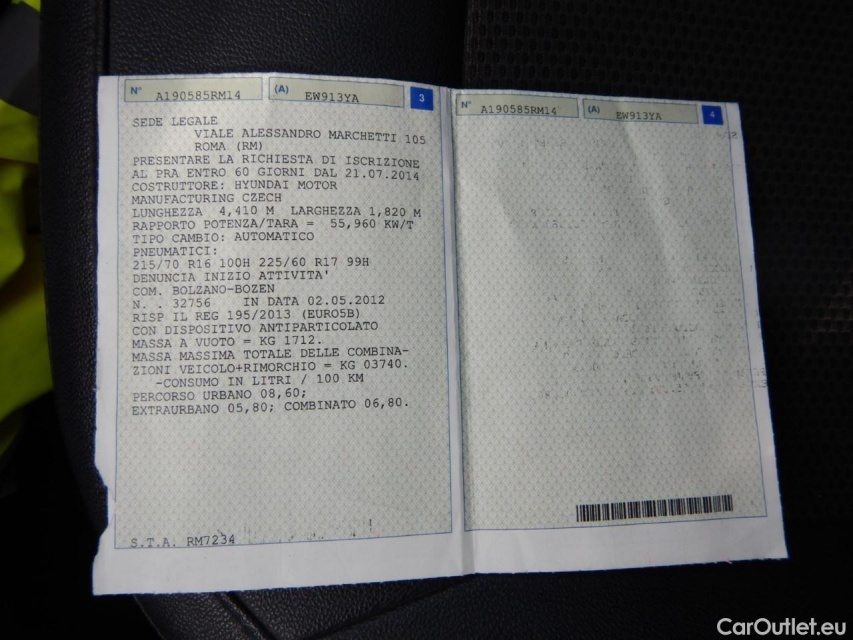 N° A190585RM14 (A) EW913YA 3
SEDE LEGALE
VIALE ALESSANDRO MARCHETTI 105
ROMA (RM)
PRESENTARE LA RICHIESTA DI ISCRIZIONE
AL PRA ENTRO 60 GIORNI DAL 21.07.2014
COSTRUTTORE: HYUNDAI MOTOR
MANUFACTURING CZECH
LUNGHEZZA 4,410 M LARGHEZZA 1,820 M
RAPPORTO POTENZA/TARA = 55,960 KW/T
TIPO CAMBIO: AUTOMATICO
PNEUMATICI:
215/70 R16 100H 225/60 R17 99H
DENUNCIA INIZIO ATTIVITA'
COM. BOLZANO-BOZEN
N. . 32756 IN DATA 02.05.2012
RISP IL REG 195/2013 (EURO5B)
CON DISPOSITIVO ANTIPARTICOLATO
MASSA A VUOTO = KG 1712.
MASSA MASSIMA TOTALE DELLE COMBINA-
ZIONI VEICOLO+RIMORCHIO = KG 03740.
-CONSUMO IN LITRI / 100 KM
PERCORSO URBANO 08,60;
EXTRAURBANO 05,80; COMBINATO 06,80.
S.T.A. RM7234
N° A190585RM14 (A) EW913YA 4
CarOutlet.eu